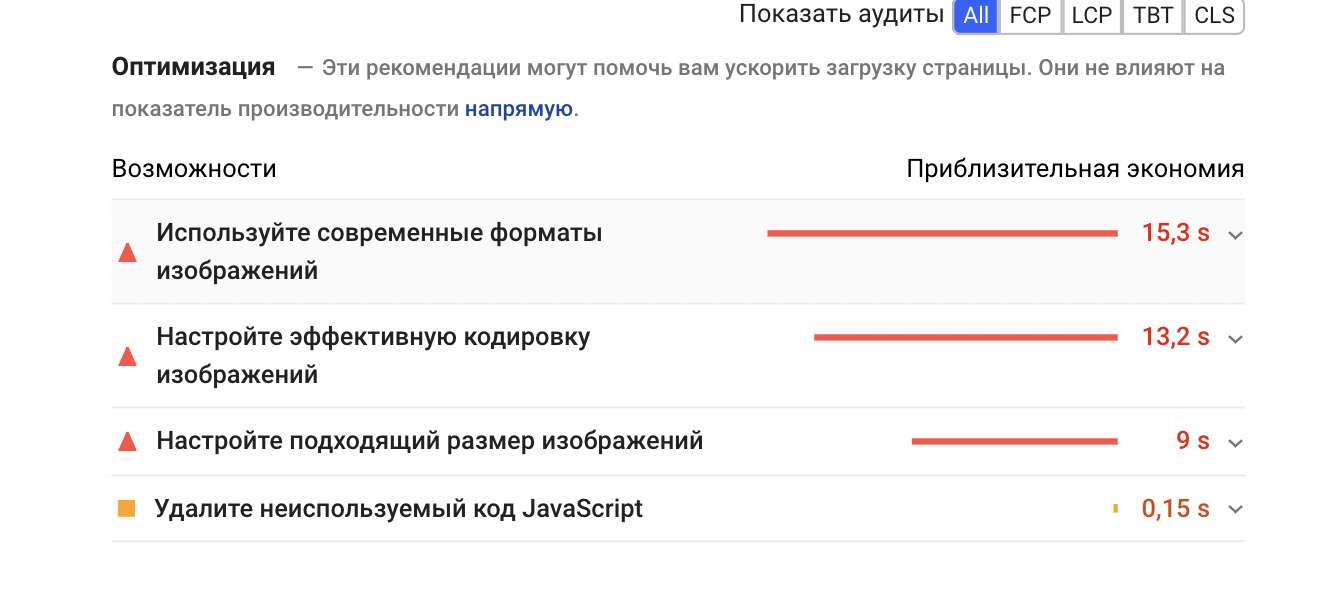 Показать аудиты All FCP LCP TBT CLS
Оптимизация — Эти рекомендации могут помочь вам ускорить загрузку страницы. Они не влияют на
показатель производительности напрямую.
Возможности Приблизительная экономия
Используйте современные форматы 15,3 s
изображений
Настройте эффективную кодировку 13,2 s
изображений
Настройте подходящий размер изображений 9 s
Удалите неиспользуемый код JavaScript 0,15 s